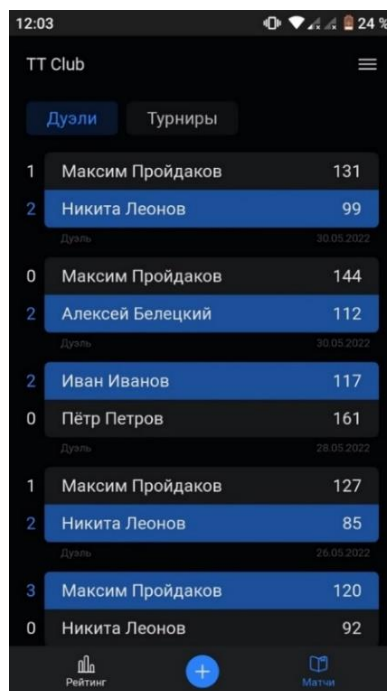 12:03 24 %
TT Club
Дуэли Турниры
1 Максим Пройдаков 131
2 Никита Леонов 99
Дуэль 30.05.2022
0 Максим Пройдаков 144
2 Алексей Белецкий 112
Дуэль 30.05.2022
2 Иван Иванов 117
0 Пётр Петров 161
Дуэль 28.05.2022
1 Максим Пройдаков 127
2 Никита Леонов 85
Дуэль 26.05.2022
3 Максим Пройдаков 120
0 Никита Леонов 92
Рейтинг Матчи